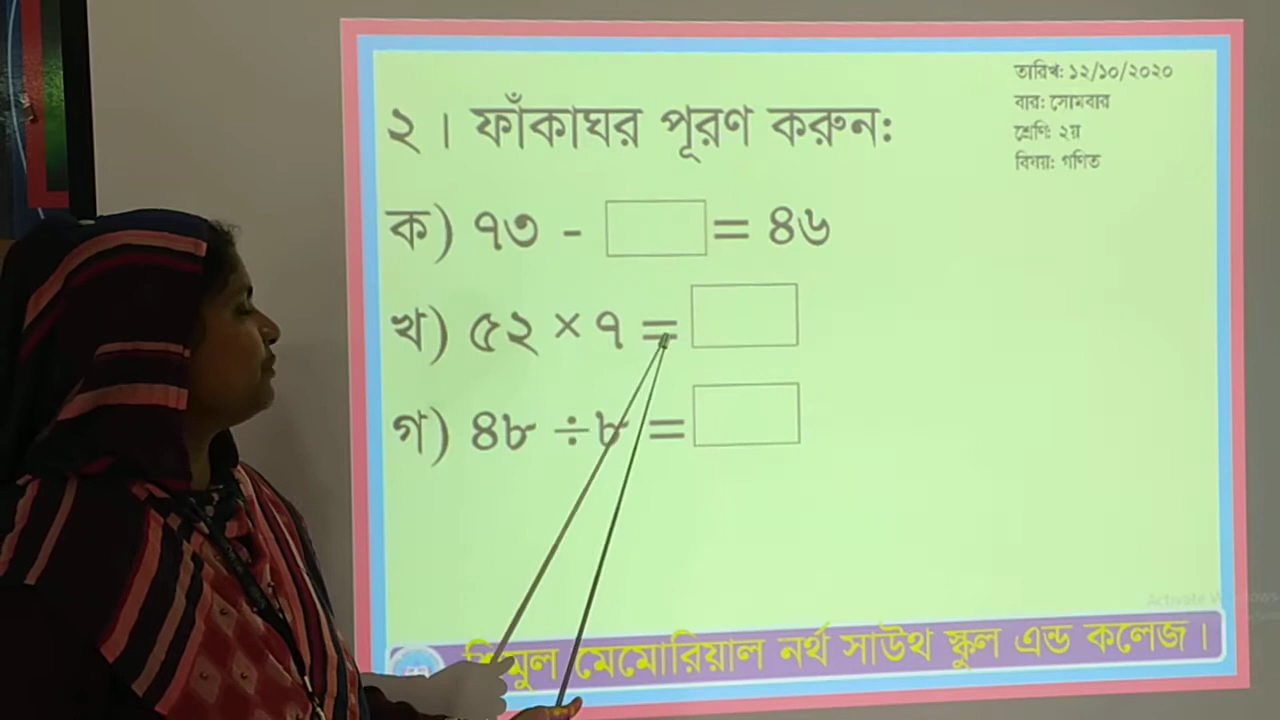 তারিখ: ১২/১০/২০২০
বার: সোমবার
শ্রেণি: ২য়
বিষয়: গণিত
২। ফাঁকাঘর পূরণ করুন:
ক) ৭৩ - = ৪৬
খ) ৫২ × ৭ =
গ) ৪৮ ÷ ৮ =
Activate
মেমোরিয়াল নর্থ সাউথ স্কুল এন্ড কলেজ।